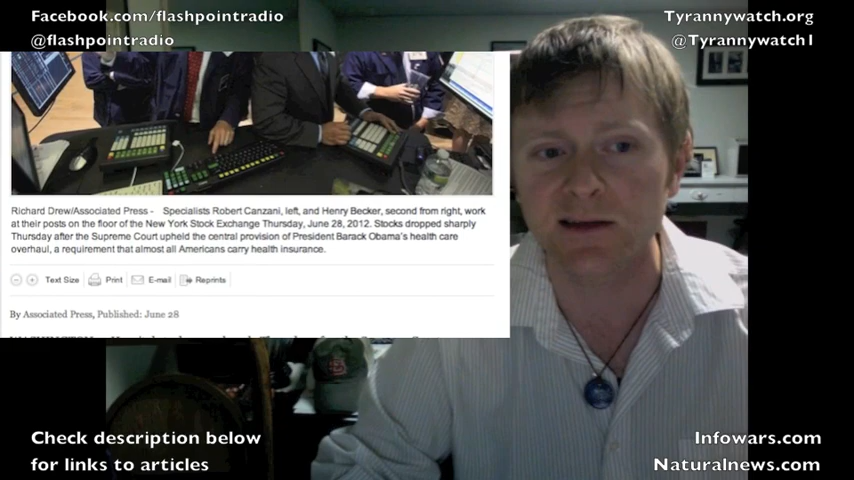 Facebook.com/flashpointradio
@flashpointradio
Tyrannywatch.org
@Tyrannywatch1
Richard Drew/Associated Press - Specialists Robert Canzani, left, and Henry Becker, second from right, work
at their posts on the floor of the New York Stock Exchange Thursday, June 28, 2012. Stocks dropped sharply
Thursday after the Supreme Court upheld the central provision of President Barack Obama's health care
overhaul, a requirement that almost all Americans carry health insurance.
Text Size Print E-mail Reprints
By Associated Press, Published: June 28
Check description below
for links to articles
Infowars.com
Naturalnews.com